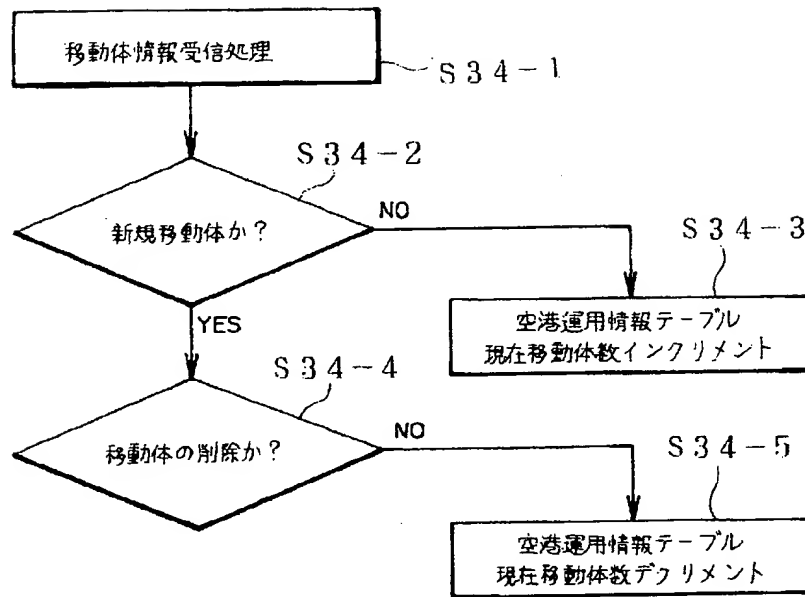 移動体情報受信処理
S34-1
S34-2
新規移動体か?
NO
S34-3
空港運用情報テーブル
現在移動体数インクリメント
YES
S34-4
移動体の削除か?
NO
S34-5
空港運用情報テーブル
現在移動体数デクリメント